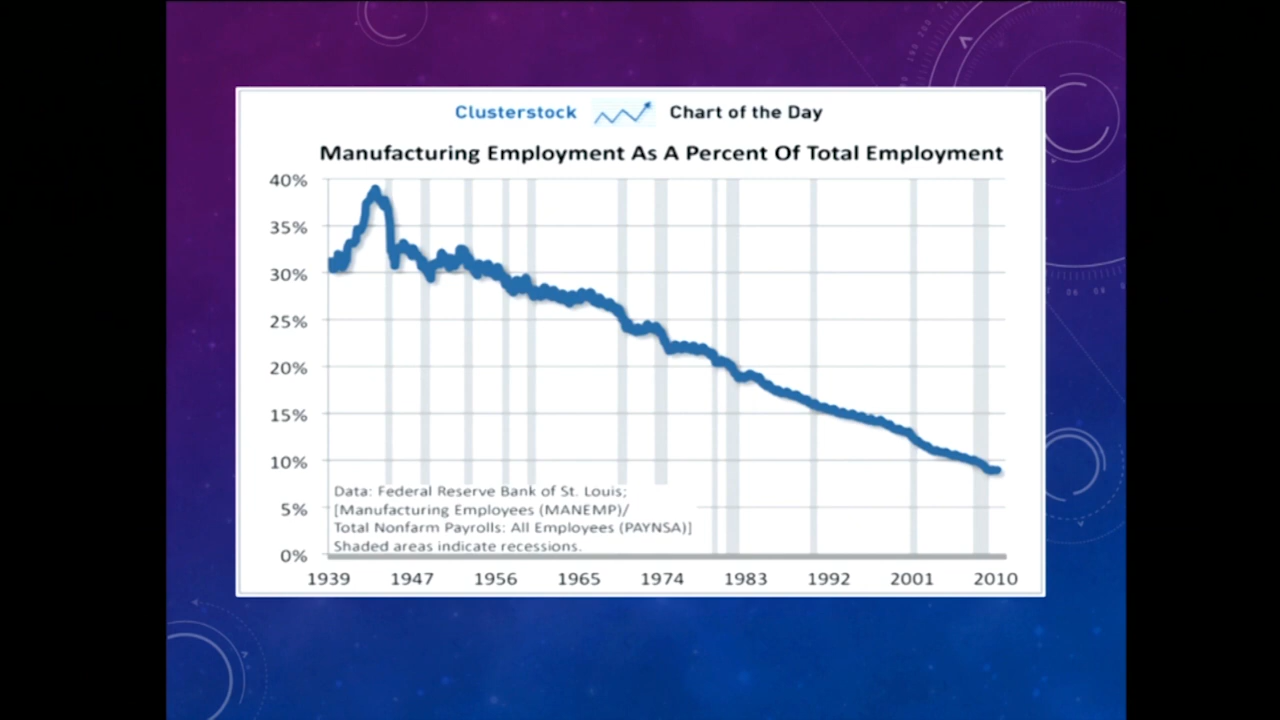 Clusterstock Chart of the Day
Manufacturing Employment As A Percent Of Total Employment
40%
35%
30%
25%
20%
15%
10%
5%
0%
Data: Federal Reserve Bank of St. Louis;
[Manufacturing Employees (MANEMP)/
Total Nonfarm Payrolls: All Employees (PAYNSA)]
Shaded areas indicate recessions.
1939 1947 1956 1965 1974 1983 1992 2001 2010